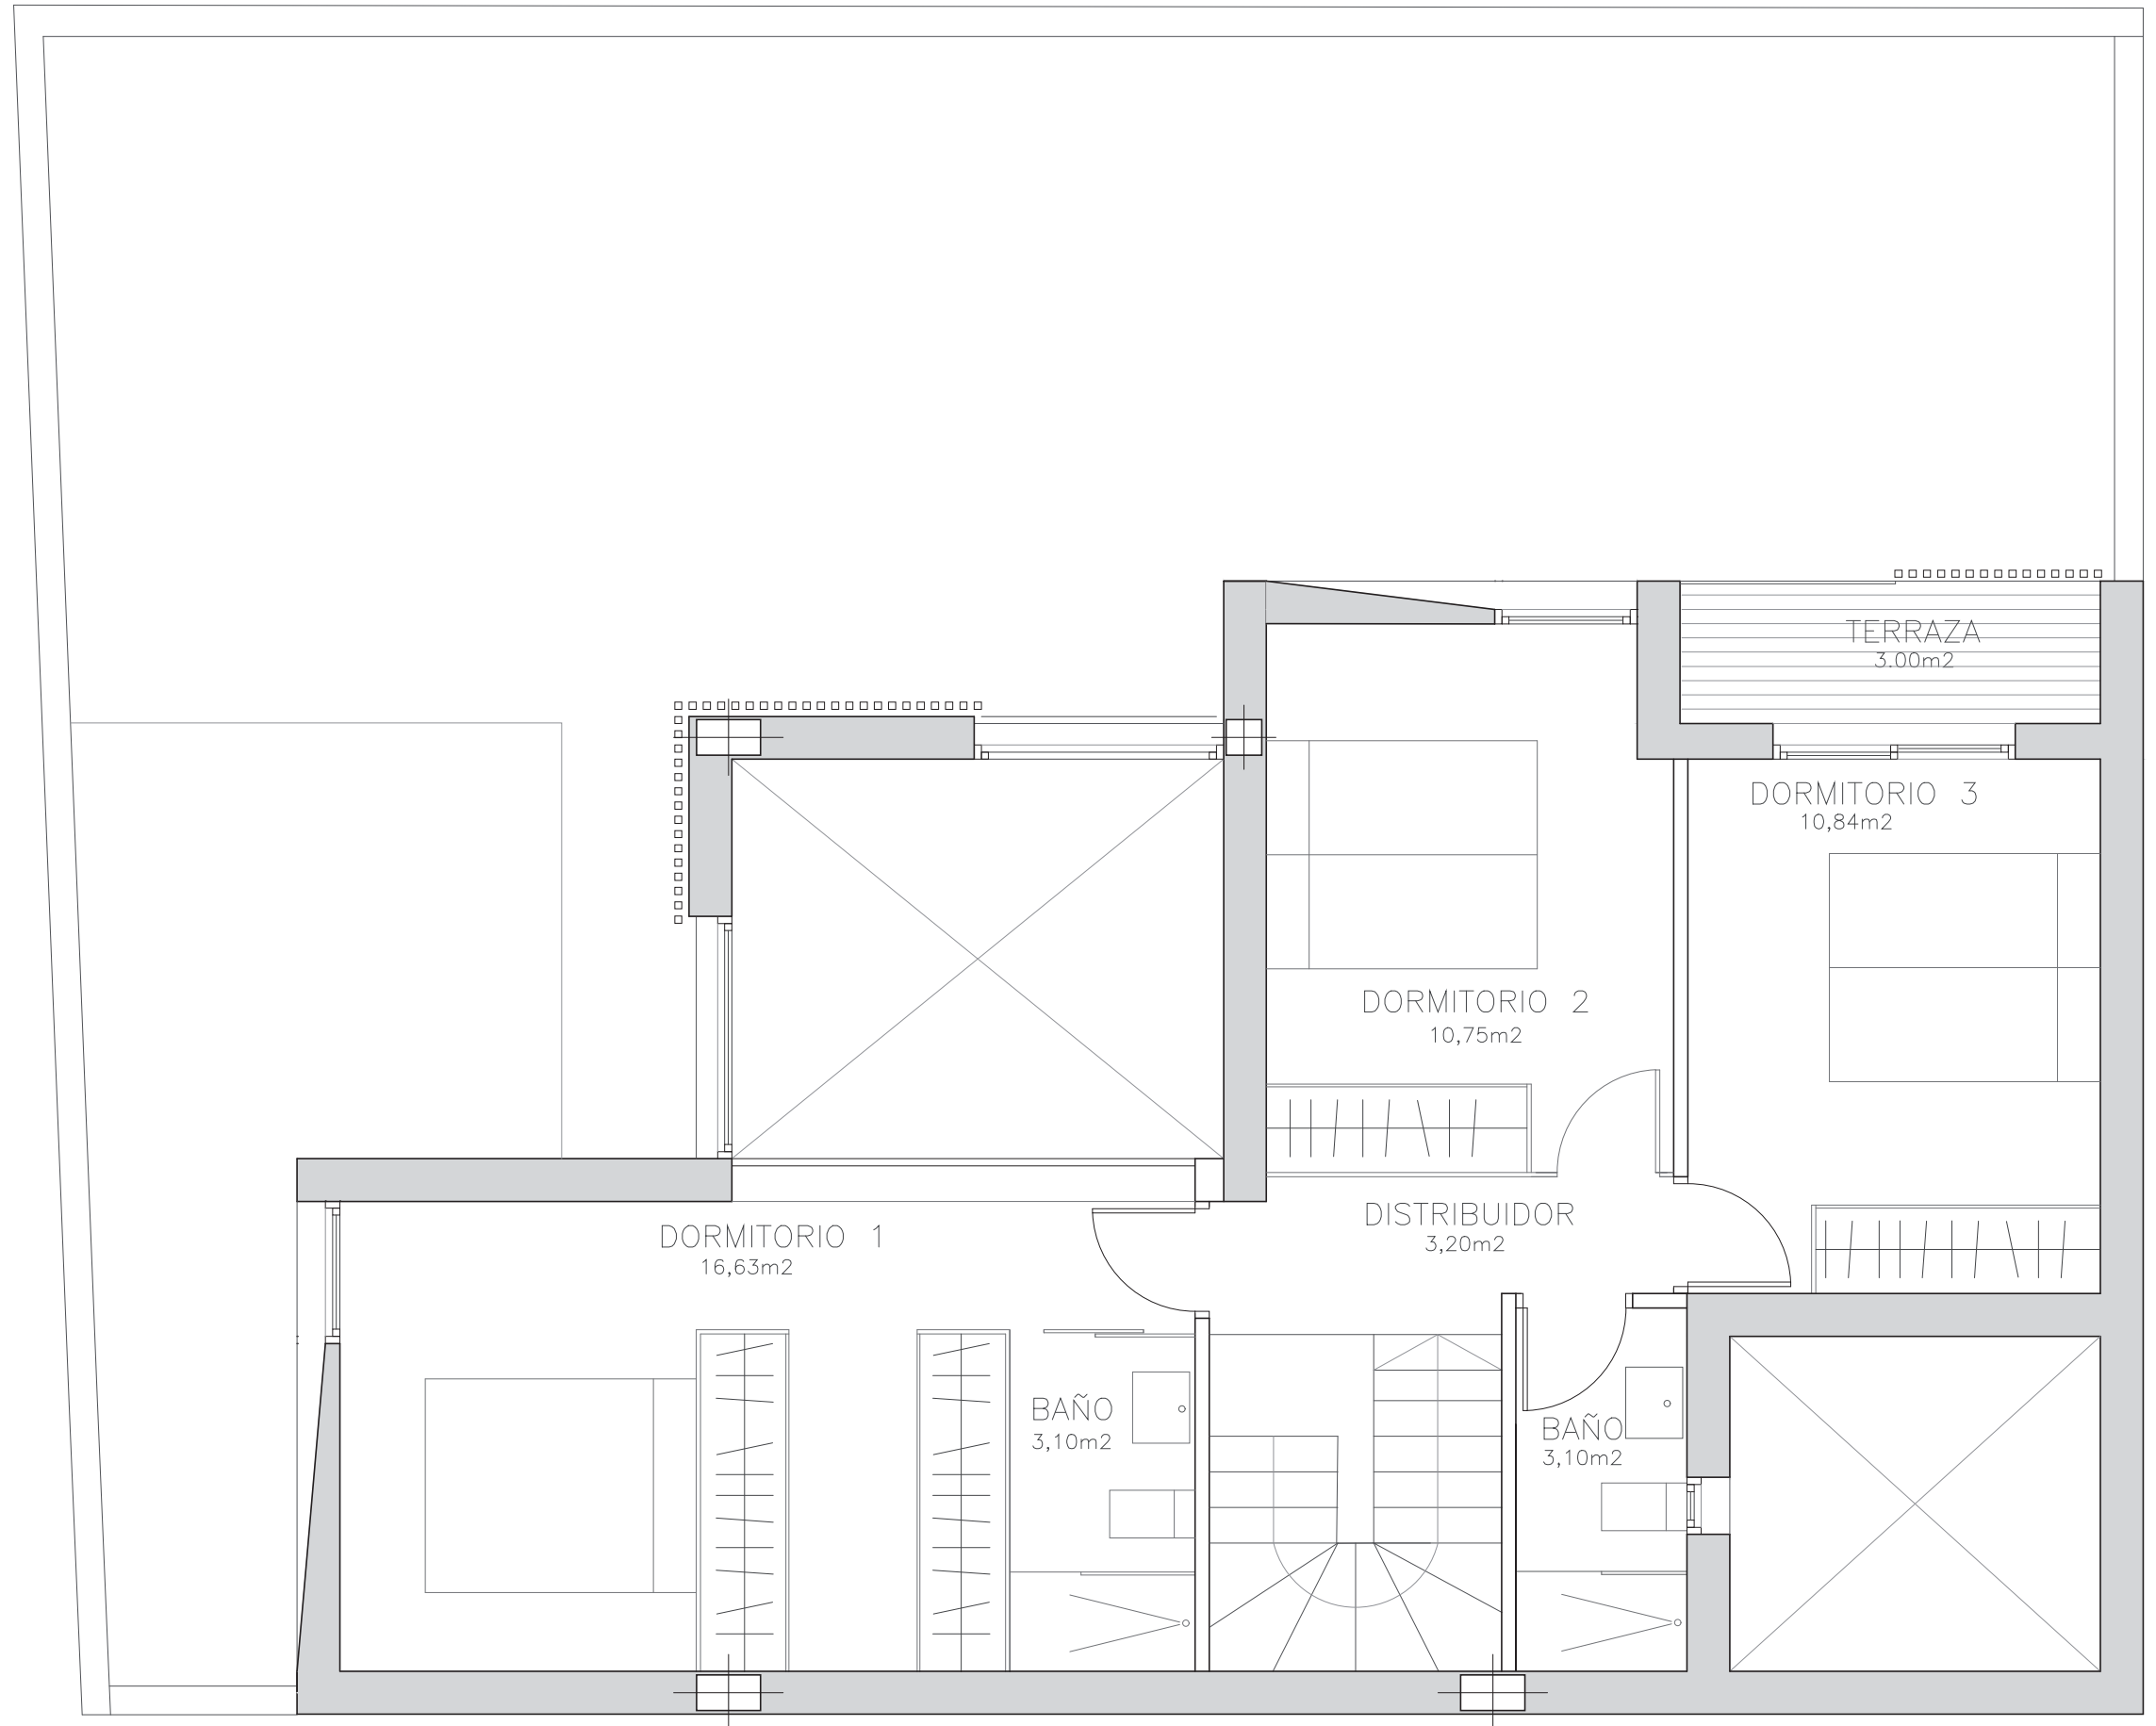 TERRAZA
3.00m2
DORMITORIO 3
10,84m2
DORMITORIO 2
10,75m2
DISTRIBUIDOR
3,20m2
DORMITORIO 1
16,63m2
BAÑO
3,10m2
BAÑO
3,10m2